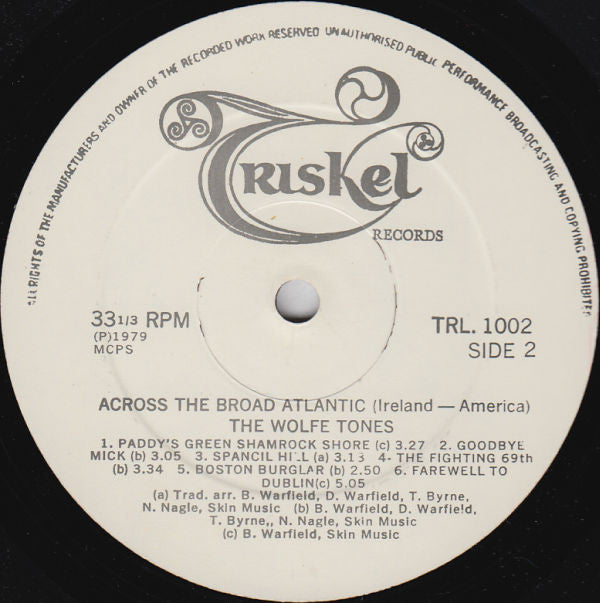 ALL RIGHTS OF THE MANUFACTURERS AND OWNER OF THE RECORDED WORK RESERVED UNAUTHORISED PUBLIC PERFORMANCE BROADCASTING AND COPYING PROHIBITED
TRISKEL
RECORDS
33 1/3 RPM
(P)1979
MCPS
TRL. 1002
SIDE 2
ACROSS THE BROAD ATLANTIC (Ireland — America)
THE WOLFE TONES
1. PADDY'S GREEN SHAMROCK SHORE (c) 3.27 2. GOODBYE
MICK (b) 3.05 3. SPANCIL HILL (a) 3.13 4- THE FIGHTING 69th
(b) 3.34 5. BOSTON BURGLAR (b) 2.50 6. FAREWELL TO
DUBLIN(c) 5.05
(a) Trad. arr. B. Warfield, D. Warfield, T. Byrne,
N. Nagle, Skin Music (b) B. Warfield, D. Warfield,
T. Byrne,, N. Nagle, Skin Music
(c) B. Warfield, Skin Music